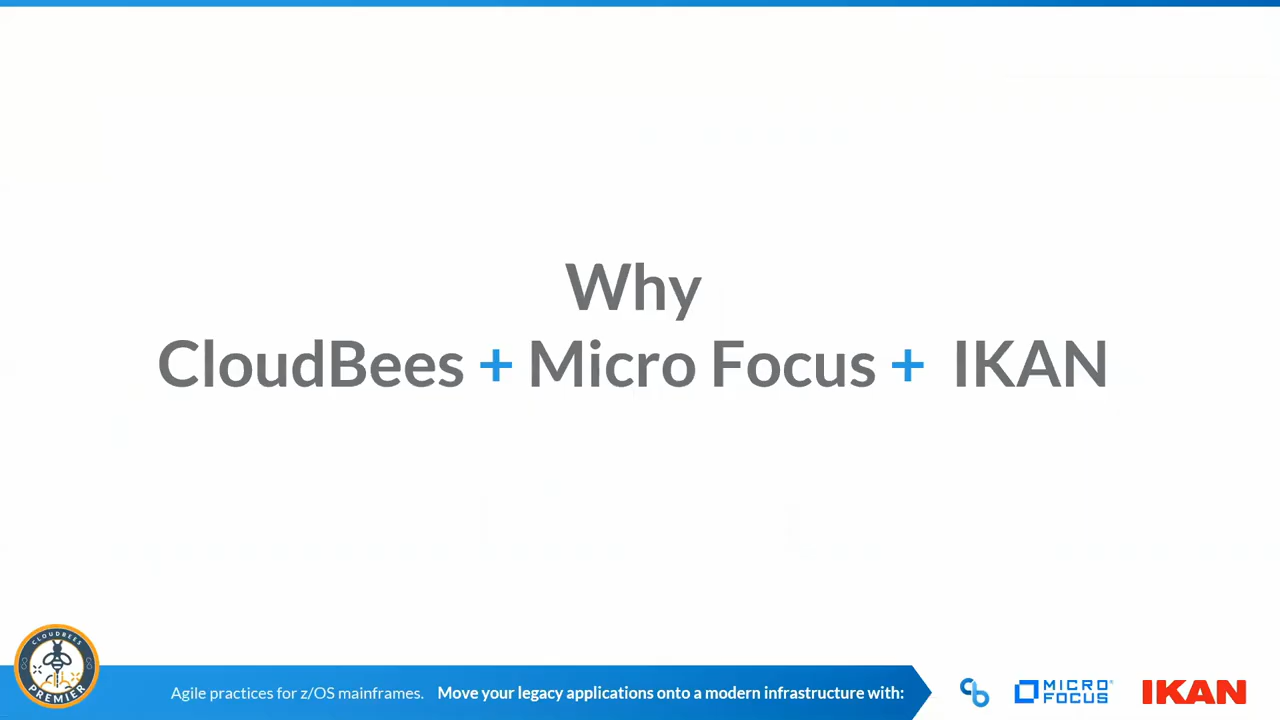 Why
CloudBees + Micro Focus + IKAN
CLOUDBEES
PREMIER
Agile practices for z/OS mainframes. Move your legacy applications onto a modern infrastructure with:
MICRO
FOCUS
IKAN